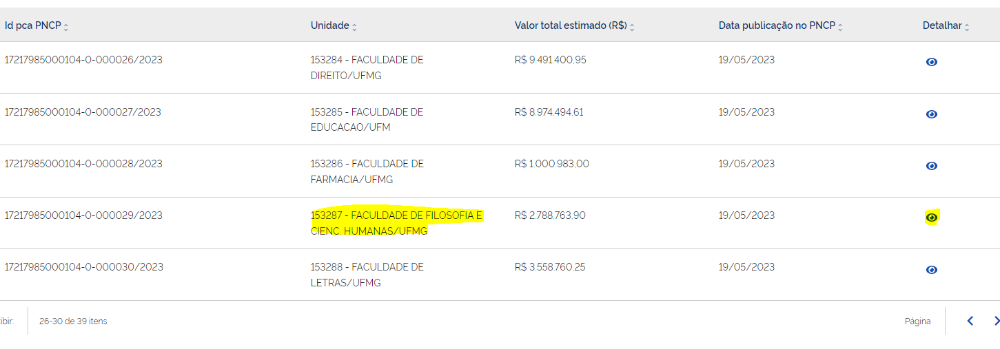 Id pca PNCP Unidade Valor total estimado (R$) Data publicação no PNCP Detalhar
17217985000104-0-000026/2023 153284 - FACULDADE DE R$ 9.491.400,95 19/05/2023
DIREITO/UFMG
17217985000104-0-000027/2023 153285 - FACULDADE DE R$ 8.974.494,61 19/05/2023
EDUCACAO/UFM
17217985000104-0-000028/2023 153286 - FACULDADE DE R$ 1.000.983,00 19/05/2023
FARMACIA/UFMG
17217985000104-0-000029/2023 153287 - FACULDADE DE FILOSOFIA E R$ 2.788.763,90 19/05/2023
CIENC. HUMANAS/UFMG
17217985000104-0-000030/2023 153288 - FACULDADE DE R$ 3.558.760,25 19/05/2023
LETRAS/UFMG
ibir: 26-30 de 39 itens Página